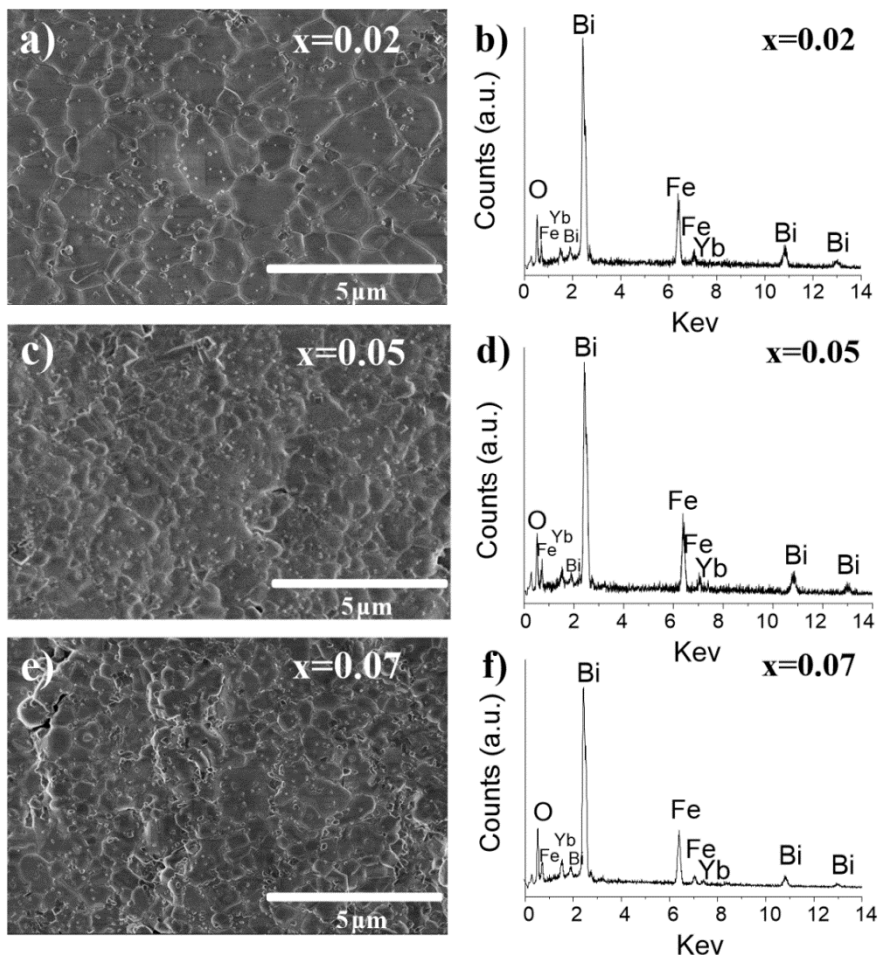 a) x=0.02
5μm
b) x=0.02
Counts (a.u.)
Bi
O
Fe
Yb
Bi
Fe
Fe
Yb
Bi
Bi
0 2 4 6 8 10 12 14
Kev
c) x=0.05
5μm
d) x=0.05
Counts (a.u.)
Bi
O
Fe
Yb
Bi
Fe
Fe
Yb
Bi
Bi
0 2 4 6 8 10 12 14
Kev
e) x=0.07
5μm
f) x=0.07
Counts (a.u.)
Bi
O
Fe
Yb
Bi
Fe
Fe
Yb
Bi
Bi
0 2 4 6 8 10 12 14
Kev